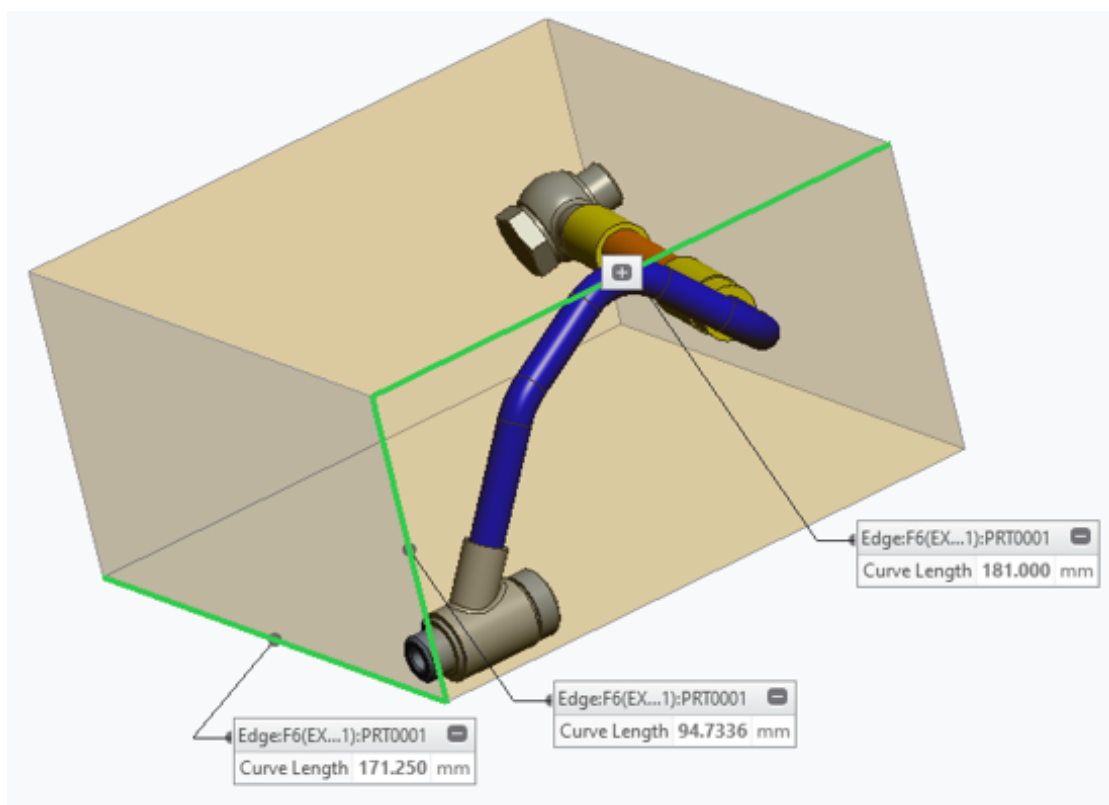 Edge:F6(EX...1):PRT0001
Curve Length 181.000 mm
Edge:F6(EX...1):PRT0001
Curve Length 94.7336 mm
Edge:F6(EX...1):PRT0001
Curve Length 171.250 mm